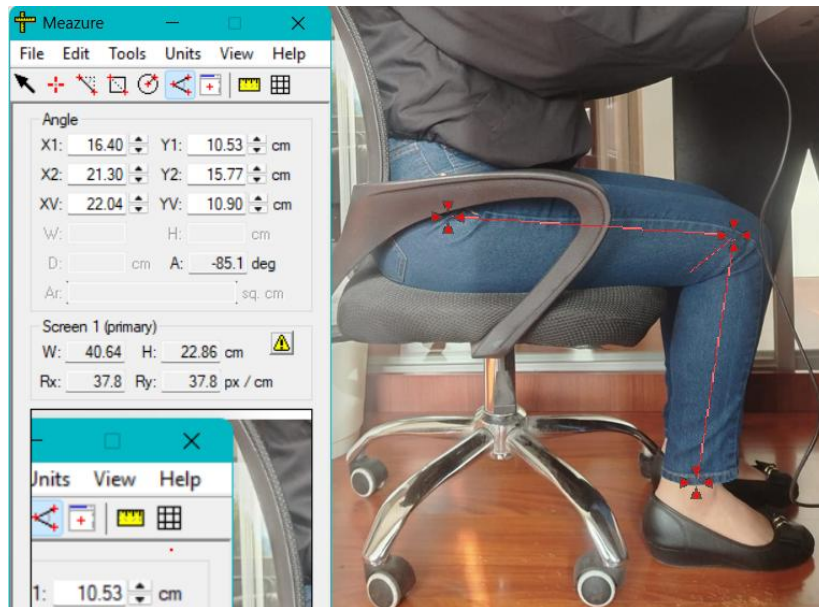 Meazure
File Edit Tools Units View Help
Angle
X1: 16.40 Y1: 10.53 cm
X2: 21.30 Y2: 15.77 cm
XV: 22.04 YV: 10.90 cm
W: H: cm
D: cm A: -85.1 deg
Ar: sq. cm
Screen 1 (primary)
W: 40.64 H: 22.86 cm
Rx: 37.8 Ry: 37.8 px / cm
Units View Help
1: 10.53 cm